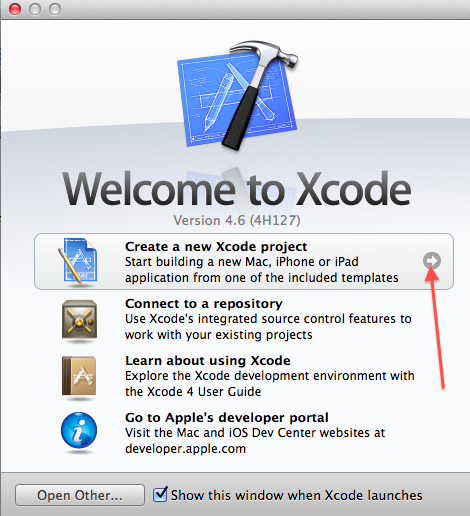 Welcome to Xcode
Version 4.6 (4H127)
Create a new Xcode project
Start building a new Mac, iPhone or iPad
application from one of the included templates
Connect to a repository
Use Xcode's integrated source control features to
work with your existing projects
Learn about using Xcode
Explore the Xcode development environment with
the Xcode 4 User Guide
Go to Apple's developer portal
Visit the Mac and iOS Dev Center websites at
developer.apple.com
Open Other...
Show this window when Xcode launches